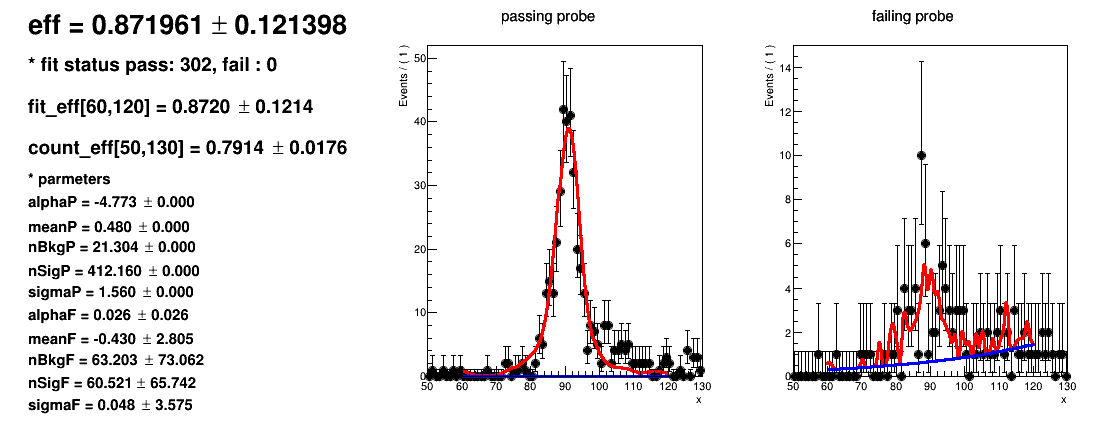 eff = 0.871961 ± 0.121398
* fit status pass: 302, fail : 0
fit_eff[60,120] = 0.8720 ± 0.1214
count_eff[50,130] = 0.7914 ± 0.0176
* parmeters
alphaP = -4.773 ± 0.000
meanP = 0.480 ± 0.000
nBkgP = 21.304 ± 0.000
nSigP = 412.160 ± 0.000
sigmaP = 1.560 ± 0.000
alphaF = 0.026 ± 0.026
meanF = -0.430 ± 2.805
nBkgF = 63.203 ± 73.062
nSigF = 60.521 ± 65.742
sigmaF = 0.048 ± 3.575
passing probe
Events / ( 1 )
50
40
30
20
10
0
50 60 70 80 90 100 110 120 130
x
failing probe
Events / ( 1 )
14
12
10
8
6
4
2
0
50 60 70 80 90 100 110 120 130
x